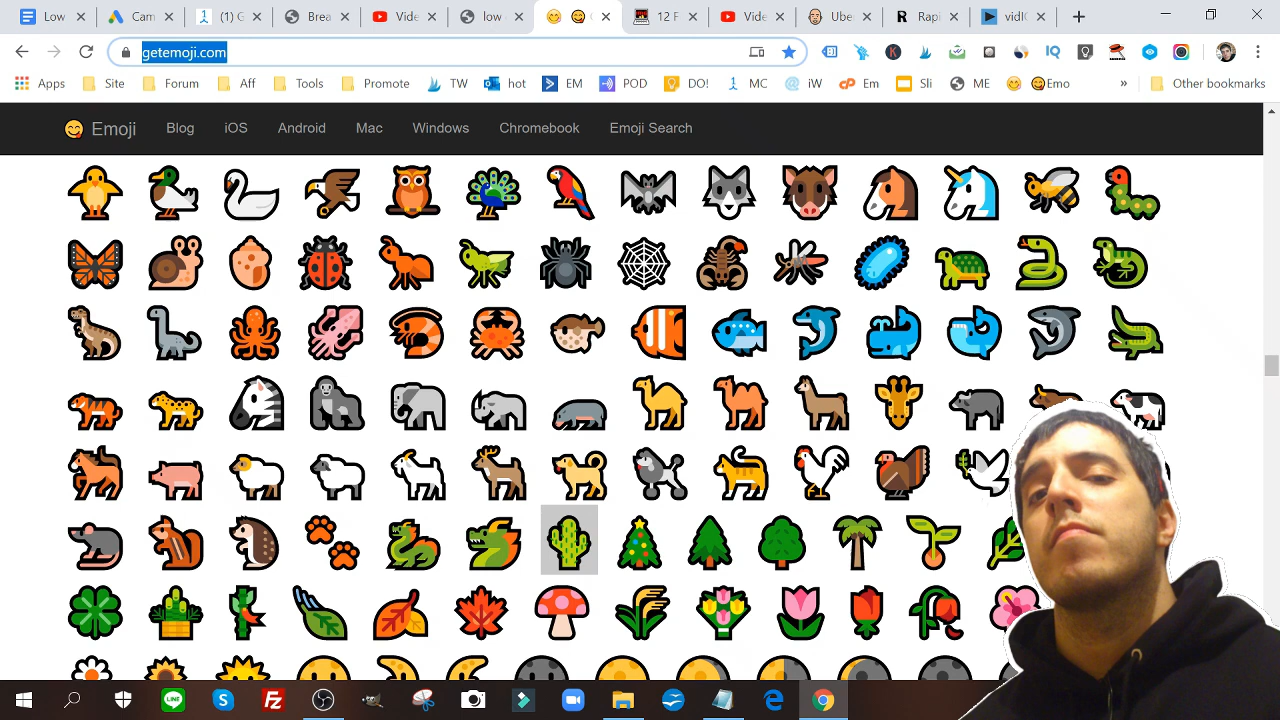 Low
Cam
(1) G
Brea
Vide
low
12 F
Vide
Ube
Rapi
vidI
getemoji.com
Apps
Site
Forum
Aff
Tools
Promote
TW
hot
EM
POD
DO!
MC
iW
Em
Sli
ME
Emo
»
Other bookmarks
Emoji
Blog
iOS
Android
Mac
Windows
Chromebook
Emoji Search